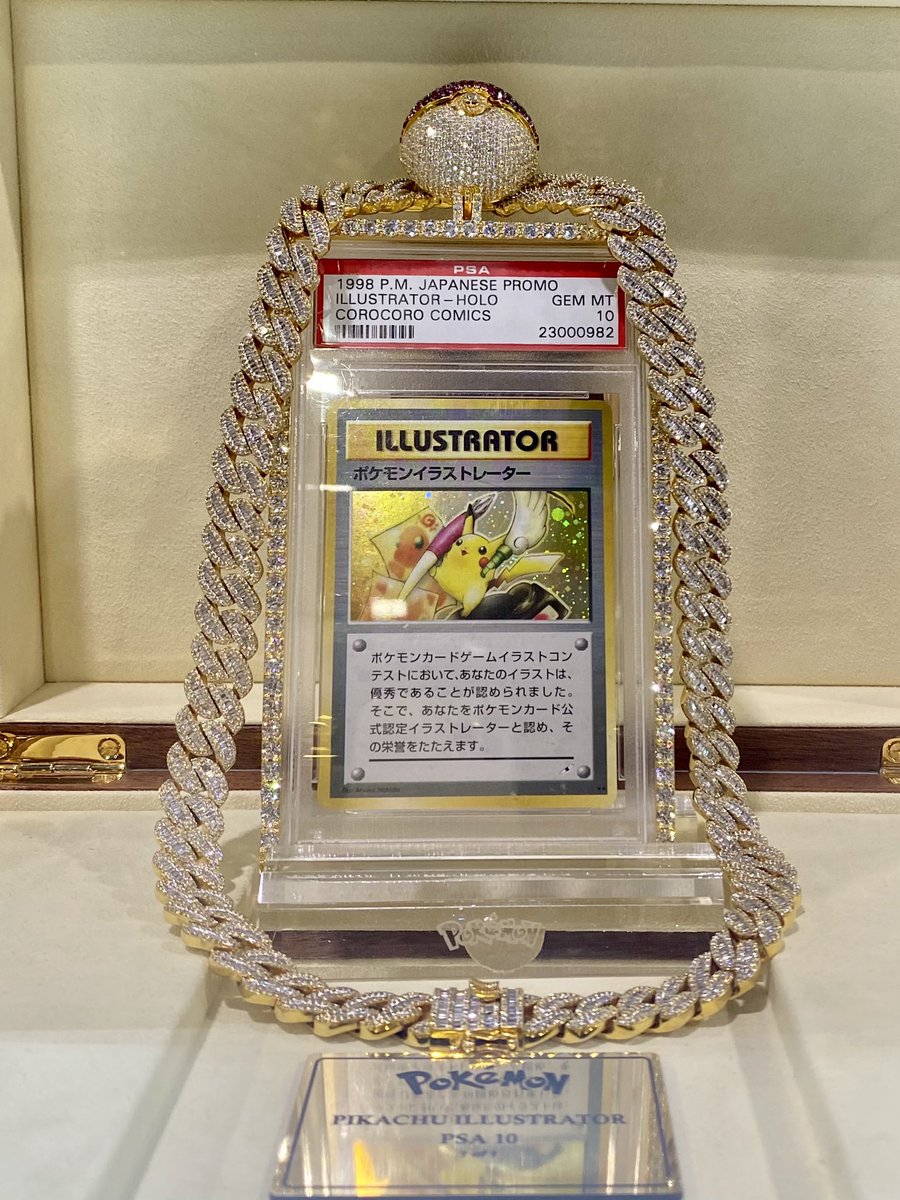 PSA
1998 P.M. JAPANESE PROMO
ILLUSTRATOR-HOLO GEM MT
COROCORO COMICS 10
23000982
ILLUSTRATOR
ポケモンイラストレーター
ポケモンカードゲームイラストコン
テストにおいて、あなたのイラストは、
優秀であることが認められました。
そこで、あなたをポケモンカード公
式認定イラストレーターと認め、そ
の栄誉をたたえます。
POKéMON
POKéMON
PIKACHU ILLUSTRATOR
PSA 10